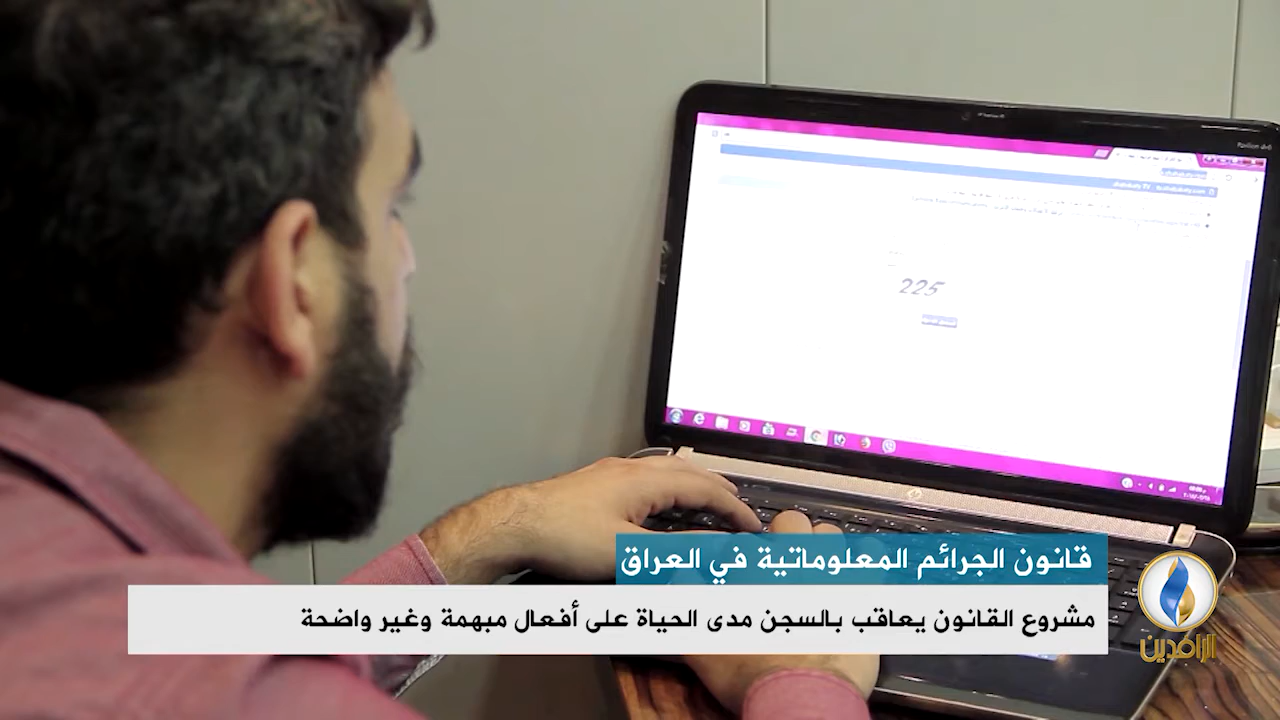 225
قانون الجرائم المعلوماتية في العراق
مشروع القانون يعاقب بالسجن مدى الحياة على أفعال مبهمة وغير واضحة
الرافدين